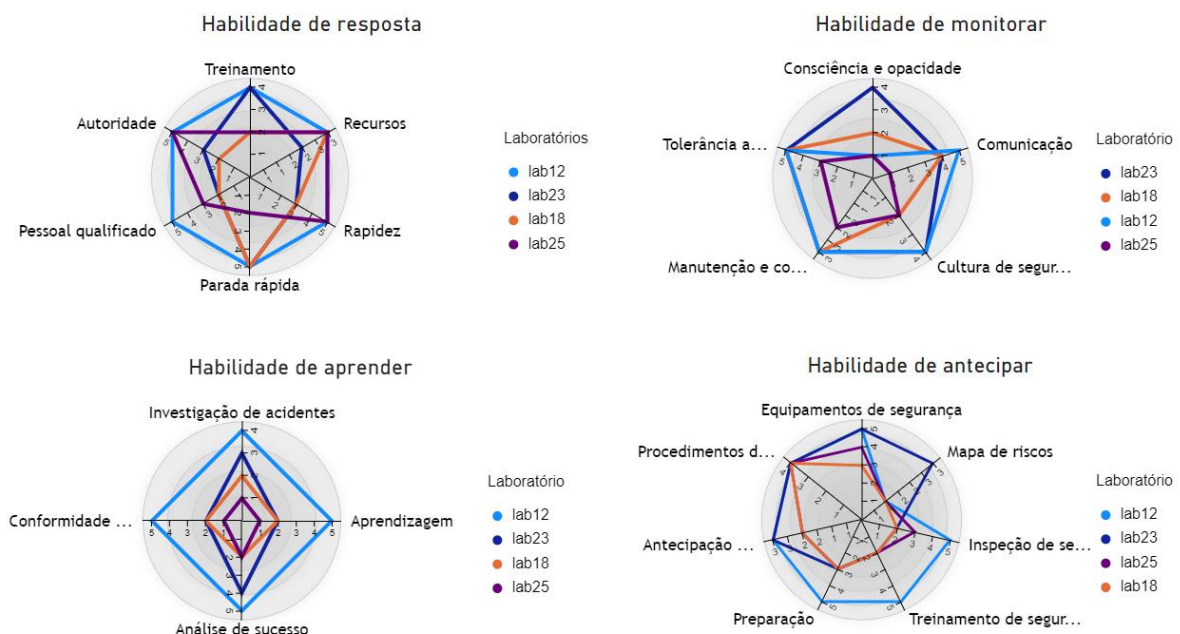 Habilidade de resposta
Treinamento
Autoridade
Recursos
Pessoal qualificado
Rapidez
Parada rápida
Laboratórios
lab12
lab23
lab18
lab25
Habilidade de monitorar
Consciência e opacidade
Tolerância a...
Comunicação
Manutenção e co...
Cultura de segur...
Laboratório
lab23
lab18
lab12
lab25
Habilidade de aprender
Investigação de acidentes
Conformidade ...
Aprendizagem
Análise de sucesso
Laboratório
lab12
lab23
lab18
lab25
Habilidade de antecipar
Equipamentos de segurança
Procedimentos d...
Mapa de riscos
Antecipação ...
Inspeção de se...
Preparação
Treinamento de segur...
Laboratório
lab12
lab23
lab25
lab18